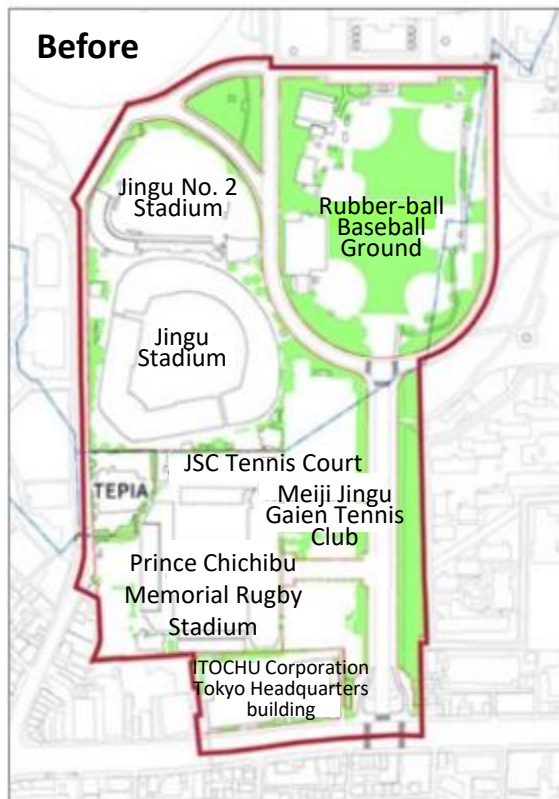 Before
Jingu No. 2
Stadium
Rubber-ball
Baseball
Ground
Jingu
Stadium
JSC Tennis Court
TEPIA
Meiji Jingu
Gaien Tennis
Club
Prince Chichibu
Memorial Rugby
Stadium
ITOCHU Corporation
Tokyo Headquarters
building